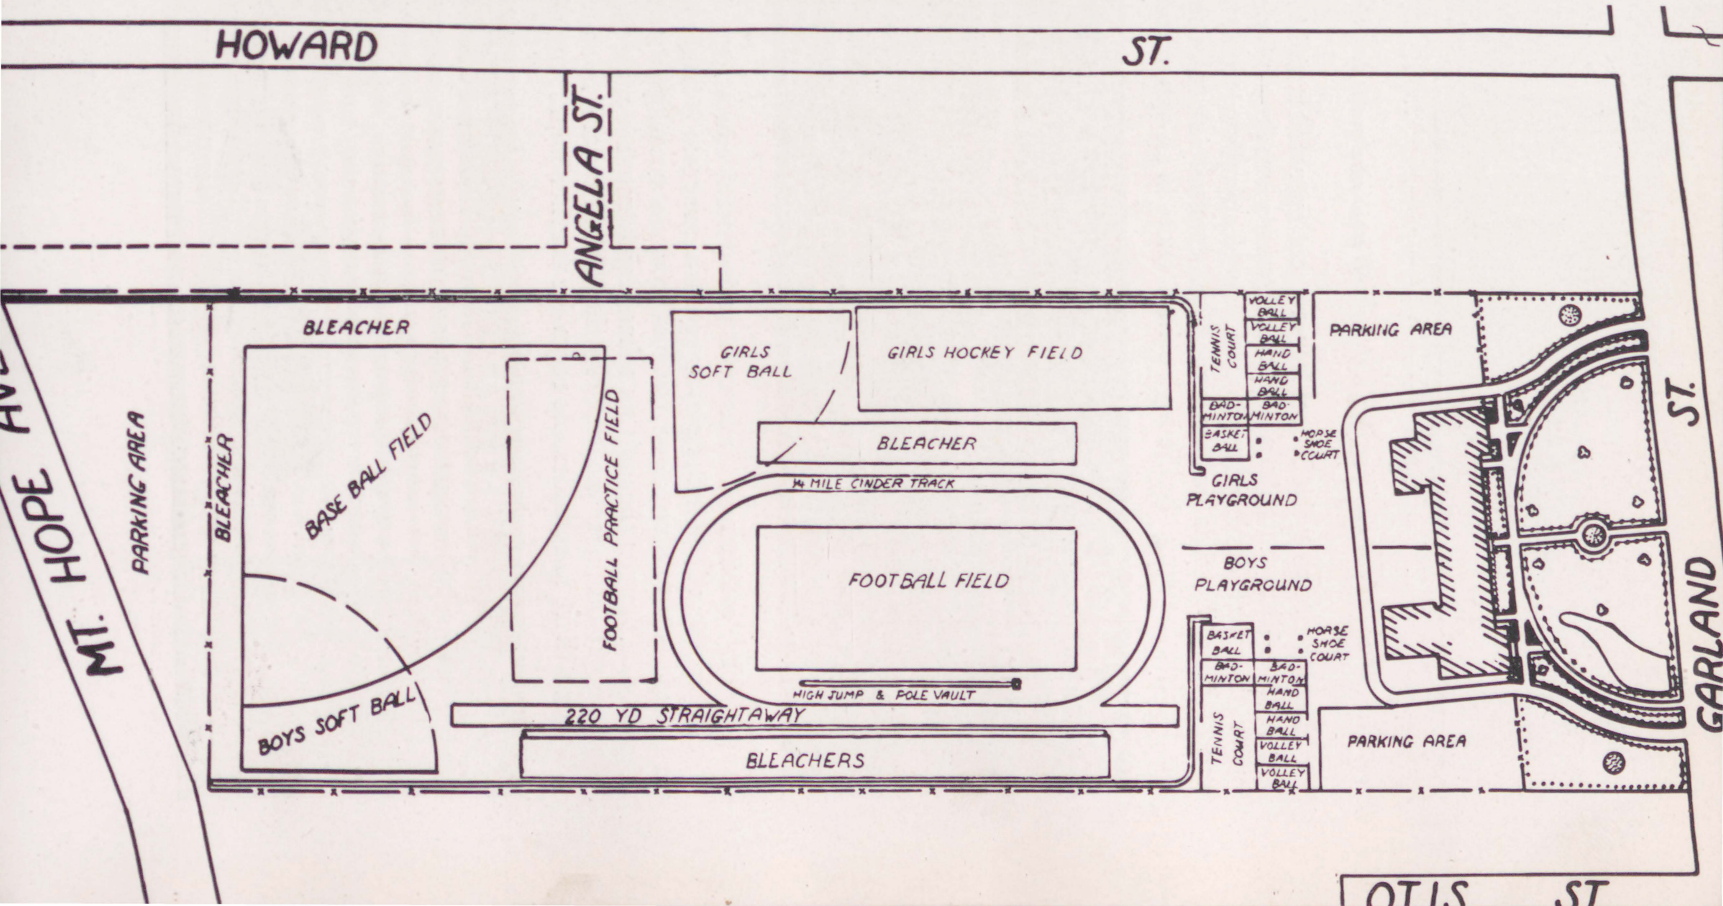 HOWARD ST.
ANGELA ST.
MT. HOPE AVE
PARKING AREA
BLEACHER
BLEACHER
BASE BALL FIELD
BOYS SOFT BALL
FOOTBALL PRACTICE FIELD
GIRLS
SOFT BALL
GIRLS HOCKEY FIELD
BLEACHER
1/4 MILE CINDER TRACK
FOOTBALL FIELD
HIGH JUMP & POLE VAULT
220 YD STRAIGHTAWAY
BLEACHERS
TENNIS
COURT
VOLLEY
BALL
VOLLEY
BALL
HAND
BALL
HAND
BALL
BAD-
MINTON
BAD-
MINTON
BASKET
BALL
HORSE
SHOE
COURT
GIRLS
PLAYGROUND
BOYS
PLAYGROUND
BASKET
BALL
HORSE
SHOE
COURT
BAD-
MINTON
BAD-
MINTON
HAND
BALL
HAND
BALL
VOLLEY
BALL
VOLLEY
BALL
TENNIS
COURT
PARKING AREA
PARKING AREA
GARLAND ST.
OTIS ST